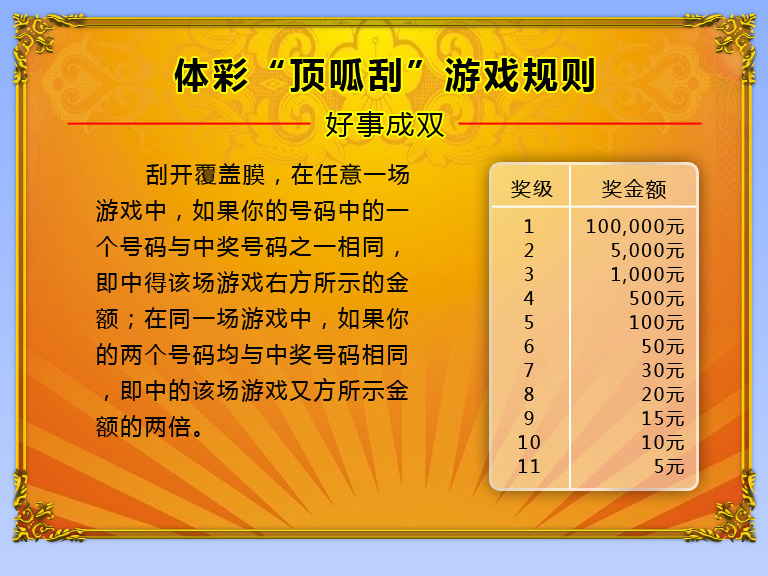 体彩“顶呱刮”游戏规则
好事成双
刮开覆盖膜，在任意一场
游戏中，如果你的号码中的一
个号码与中奖号码之一相同，
即中得该场游戏右方所示的金
额；在同一场游戏中，如果你
的两个号码均与中奖号码相同
，即中的该场游戏又方所示金
额的两倍。
奖级 奖金额
1 100,000元
2 5,000元
3 1,000元
4 500元
5 100元
6 50元
7 30元
8 20元
9 15元
10 10元
11 5元